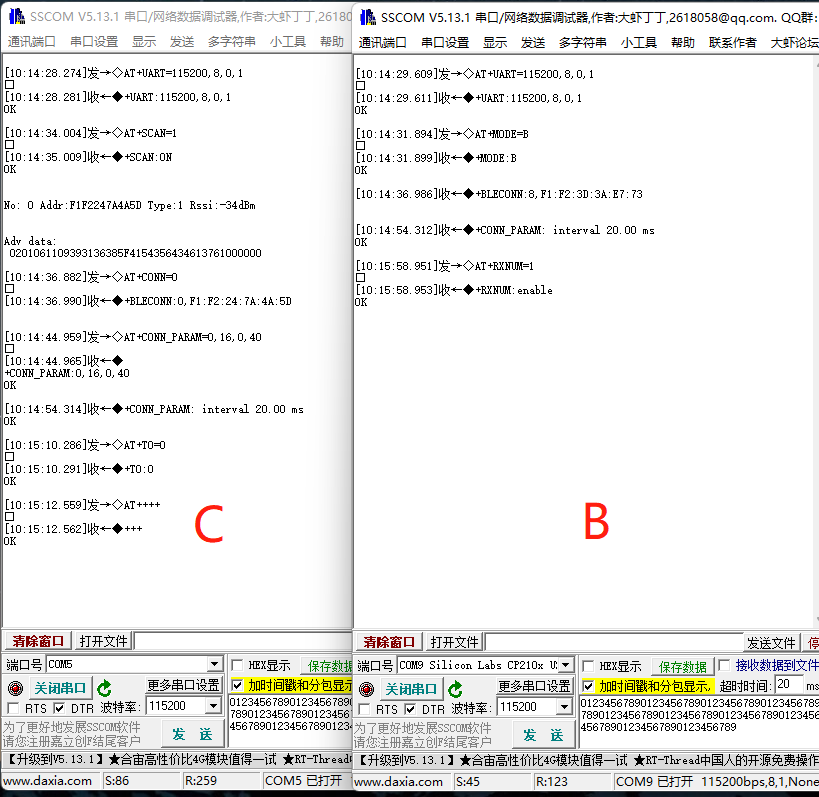 SSCOM V5.13.1 串口/网络数据调试器,作者:大虾丁丁,261805
通讯端口 串口设置 显示 发送 多字符串 小工具 帮助
[10:14:28.274]发→◇AT+UART=115200,8,0,1
□
[10:14:28.281]收←◆+UART:115200,8,0,1
OK
[10:14:34.004]发→◇AT+SCAN=1
□
[10:14:35.009]收←◆+SCAN:ON
OK
No: 0 Addr:F1F2247A4A5D Type:1 Rssi:-34dBm
Adv data:
0201061109393136385F4154356434613761000000
[10:14:36.882]发→◇AT+CONN=0
□
[10:14:36.990]收←◆+BLECONN:0,F1:F2:24:7A:4A:5D
[10:14:44.959]发→◇AT+CONN_PARAM=0,16,0,40
□
[10:14:44.965]收←◆
+CONN_PARAM:0,16,0,40
OK
[10:14:54.314]收←◆+CONN_PARAM: interval 20.00 ms
OK
[10:15:10.286]发→◇AT+TO=0
□
[10:15:10.291]收←◆+TO:0
OK
[10:15:12.559]发→◇AT++++
□
[10:15:12.562]收←◆+++
OK
C
清除窗口 打开文件
端口号 COM5 HEX显示 保存数据
关闭串口 更多串口设置 加时间戳和分包显示
RTS DTR 波特率: 115200
为了更好地发展SSCOM软件
请您注册嘉立创F结尾客户
发 送
【升级到V5.13.1】★合宙高性价比4G模块值得一试 ★RT-Thread
www.daxia.com S:86 R:259 COM5 已打开
SSCOM V5.13.1 串口/网络数据调试器,作者:大虾丁丁,2618058@qq.com. QQ群:
通讯端口 串口设置 显示 发送 多字符串 小工具 帮助 联系作者 大虾论坛
[10:14:29.609]发→◇AT+UART=115200,8,0,1
□
[10:14:29.611]收←◆+UART:115200,8,0,1
OK
[10:14:31.894]发→◇AT+MODE=B
□
[10:14:31.899]收←◆+MODE:B
OK
[10:14:36.986]收←◆+BLECONN:8,F1:F2:3D:3A:E7:73
[10:14:54.312]收←◆+CONN_PARAM: interval 20.00 ms
OK
[10:15:58.951]发→◇AT+RXNUM=1
□
[10:15:58.953]收←◆+RXNUM:enable
OK
B
清除窗口 打开文件 发送文件
端口号 COM9 Silicon Labs CP210x HEX显示 保存数据 接收数据到文件
关闭串口 更多串口设置 加时间戳和分包显示, 超时时间: 20 ms
RTS DTR 波特率: 115200
为了更好地发展SSCOM软件
请您注册嘉立创F结尾客户
发 送
【升级到V5.13.1】★合宙高性价比4G模块值得一试 ★RT-Thread中国人的开源免费操作
www.daxia.com S:45 R:123 COM9 已打开 115200bps,8,1,None